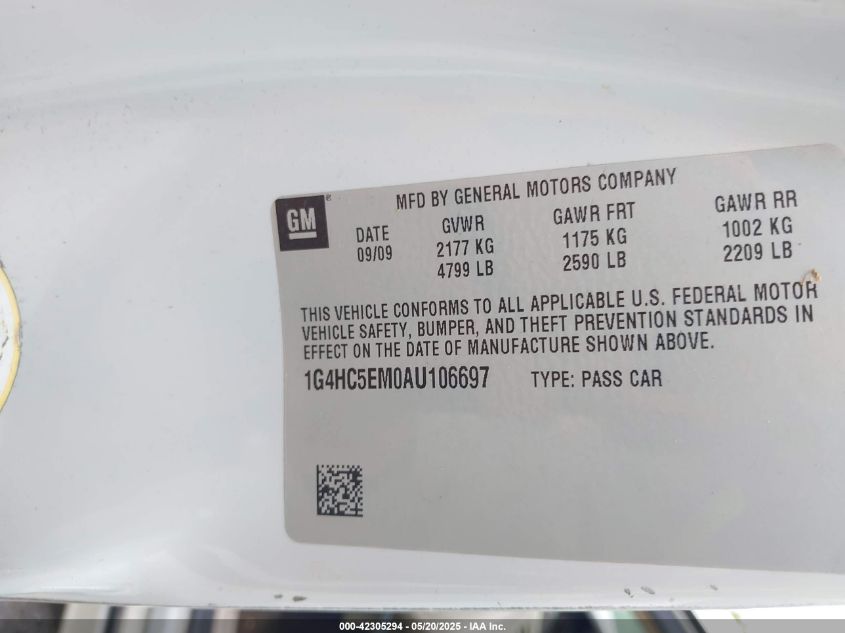 GM®
MFD BY GENERAL MOTORS COMPANY
DATE
09/09
GVWR
2177 KG
4799 LB
GAWR FRT
1175 KG
2590 LB
GAWR RR
1002 KG
2209 LB
THIS VEHICLE CONFORMS TO ALL APPLICABLE U.S. FEDERAL MOTOR
VEHICLE SAFETY, BUMPER, AND THEFT PREVENTION STANDARDS IN
EFFECT ON THE DATE OF MANUFACTURE SHOWN ABOVE.
1G4HC5EM0AU106697 TYPE: PASS CAR
000-42305294 - 05/20/2025 - IAA Inc.